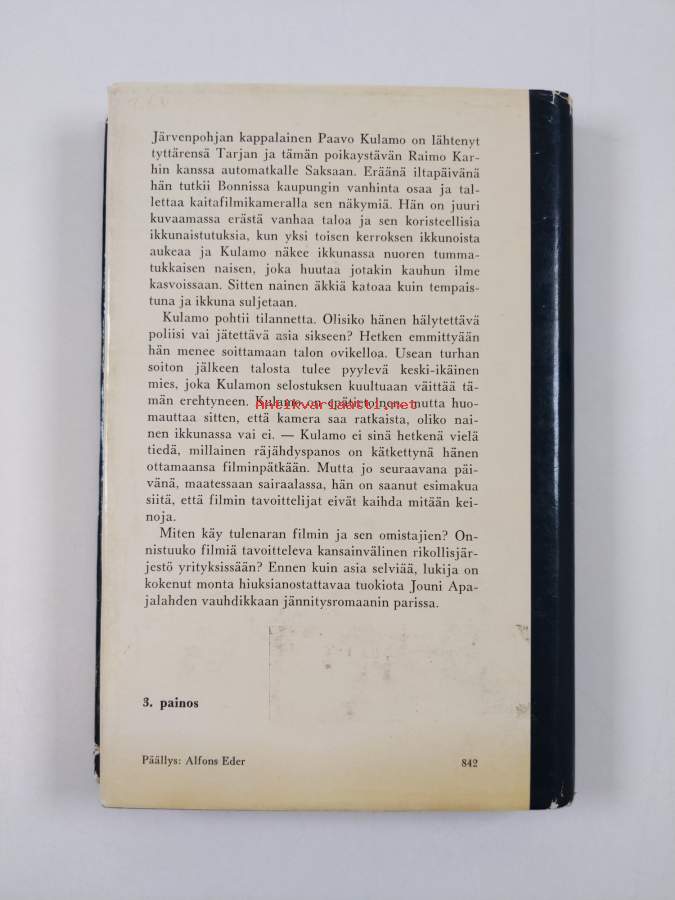 Järvenpohjan kappalainen Paavo Kulamo on lähtenyt
tyttärensä Tarjan ja tämän poikaystävän Raimo Kar-
hin kanssa automatkalle Saksaan. Eräänä iltapäivänä
hän tutkii Bonnissa kaupungin vanhinta osaa ja tal-
lettaa kaitafilmikameralla sen näkymiä. Hän on juuri
kuvaamassa erästä vanhaa taloa ja sen koristeellisia
ikkunaistutuksia, kun yksi toisen kerroksen ikkunoista
aukeaa ja Kulamo näkee ikkunassa nuoren tumma-
tukkaisen naisen, joka huutaa jotakin kauhun ilme
kasvoissaan. Sitten nainen äkkiä katoaa kuin tempais-
tuna ja ikkuna suljetaan.
Kulamo pohtii tilannetta. Olisiko hänen hälytettävä
poliisi vai jätettävä asia sikseen? Hetken emmittyään
hän menee soittamaan talon ovikelloa. Usean turhan
soiton jälkeen talosta tulee pyylevä keski-ikäinen
mies, joka Kulamon selostuksen kuultuaan väittää tä-
män erehtyneen. Kulamo on epätietoinen, mutta huo-
antikvariaatti.net
mauttaa sitten, että kamera saa ratkaista, oliko nai-
nen ikkunassa vai ei. — Kulamo ei sinä hetkenä vielä
tiedä, millainen räjähdyspanos on kätkettynä hänen
ottamaansa filminpätkään. Mutta jo seuraavana päi-
vänä, maatessaan sairaalassa, hän on saanut esimakua
siitä, että filmin tavoittelijat eivät kaihda mitään kei-
noja.
Miten käy tulenaran filmin ja sen omistajien? On-
nistuuko filmiä tavoitteleva kansainvälinen rikollisjär-
jestö yrityksissään? Ennen kuin asia selviää, lukija on
kokenut monta hiuksianostattavaa tuokiota Jouni Apa-
jalahden vauhdikkaan jännitysromaanin parissa.
3. painos
Päällys: Alfons Eder
842